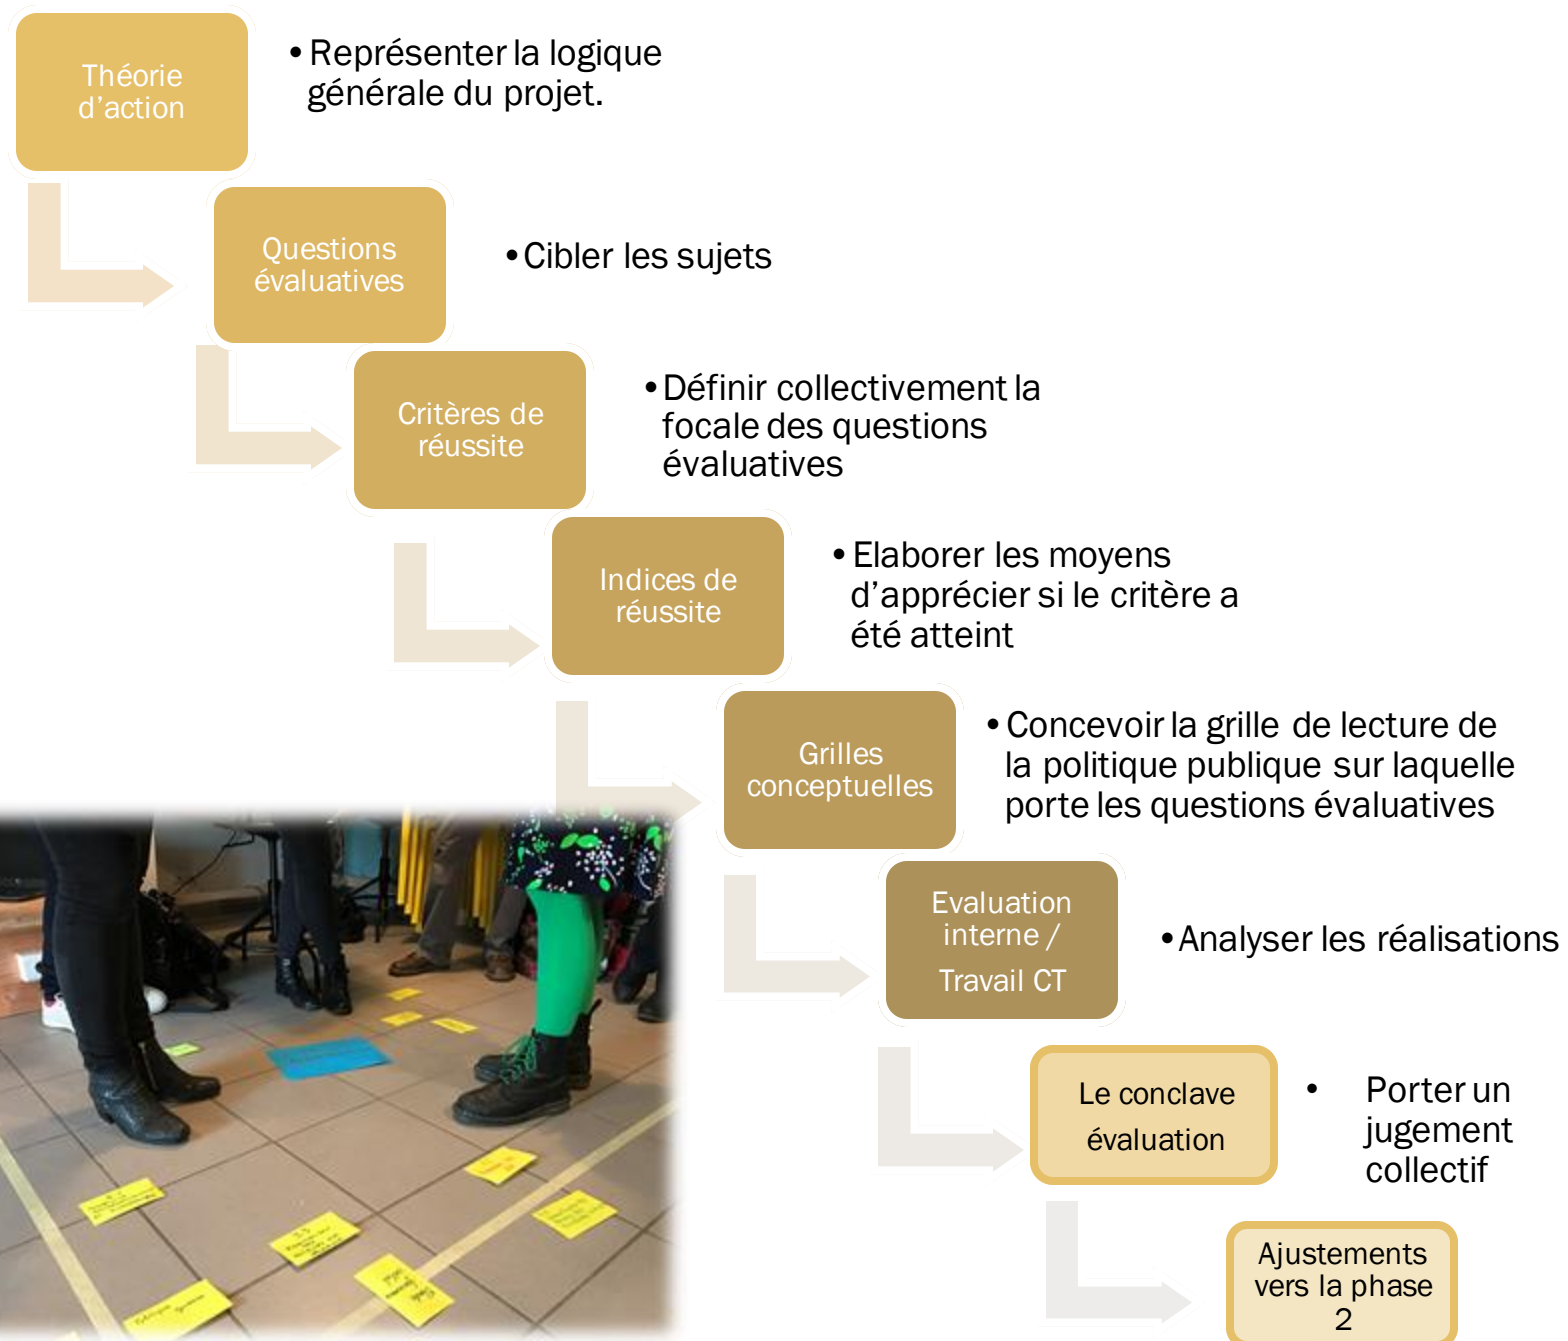 Théorie
d'action
• Représenter la logique
générale du projet.
Questions
évaluatives
• Cibler les sujets
Critères de
réussite
• Définir collectivement la
focale des questions
évaluatives
Indices de
réussite
• Elaborer les moyens
d'apprécier si le critère a
été atteint
Grilles
conceptuelles
• Concevoir la grille de lecture de
la politique publique sur laquelle
porte les questions évaluatives
Evaluation
interne /
Travail CT
• Analyser les réalisations
Le conclave
évaluation
• Porter un
jugement
collectif
Ajustements
vers la phase
2